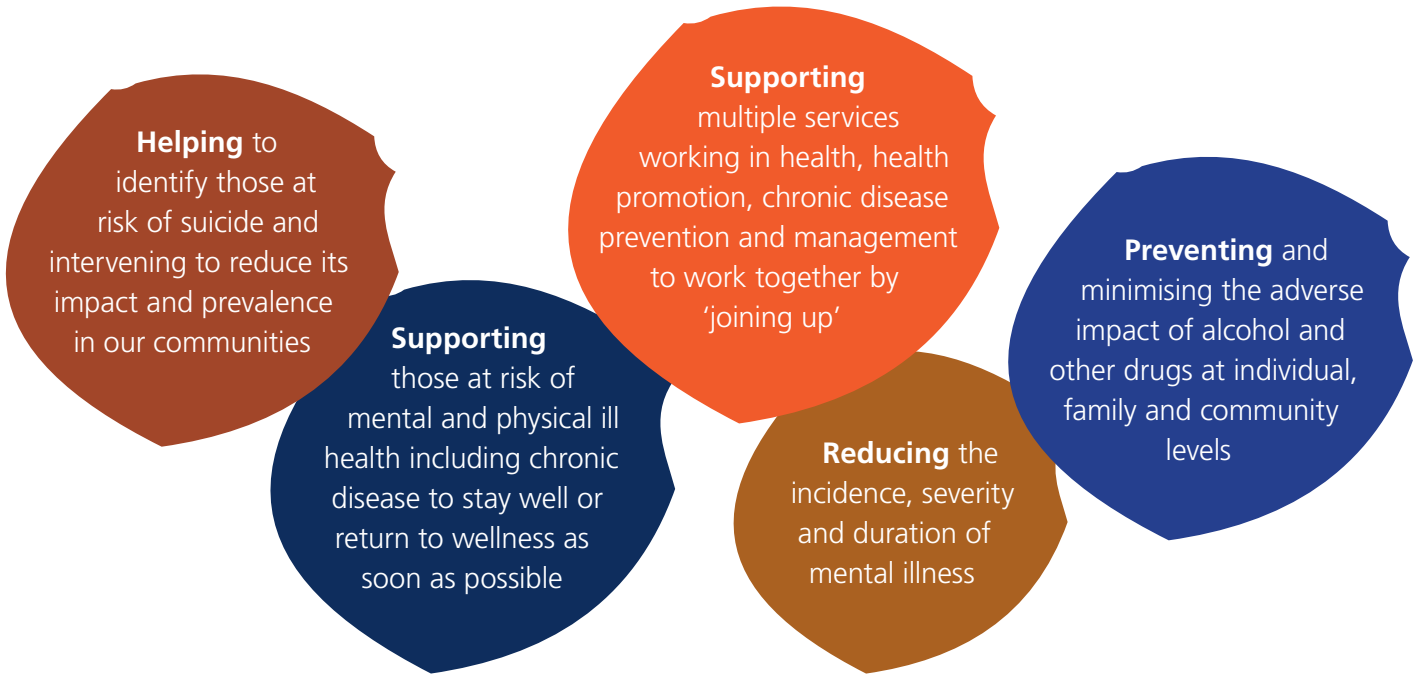 Helping to
identify those at
risk of suicide and
intervening to reduce its
impact and prevalence
in our communities
Supporting
those at risk of
mental and physical ill
health including chronic
disease to stay well or
return to wellness as
soon as possible
Supporting
multiple services
working in health, health
promotion, chronic disease
prevention and management
to work together by
‘joining up’
Reducing the
incidence, severity
and duration of
mental illness
Preventing and
minimising the adverse
impact of alcohol and
other drugs at individual,
family and community
levels